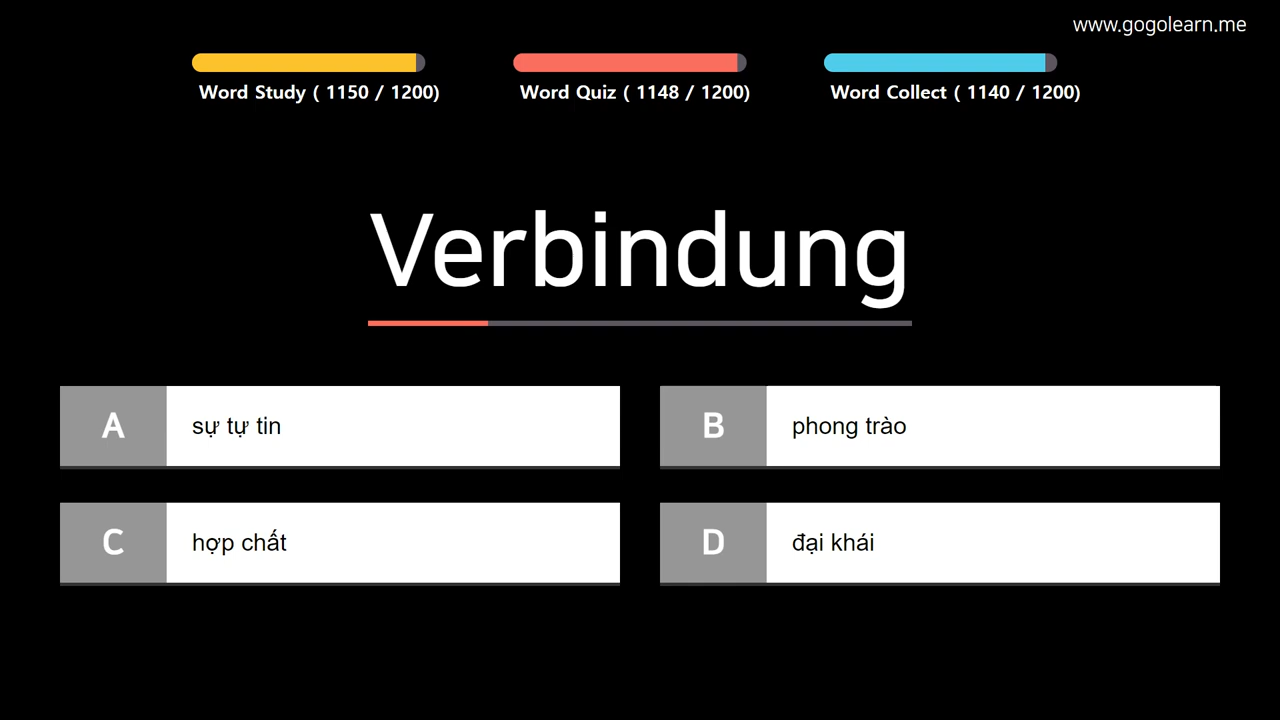 www.gogolearn.me
Word Study ( 1150 / 1200)
Word Quiz ( 1148 / 1200)
Word Collect ( 1140 / 1200)
Verbindung
A
sự tự tin
B
phong trào
C
hợp chất
D
đại khái